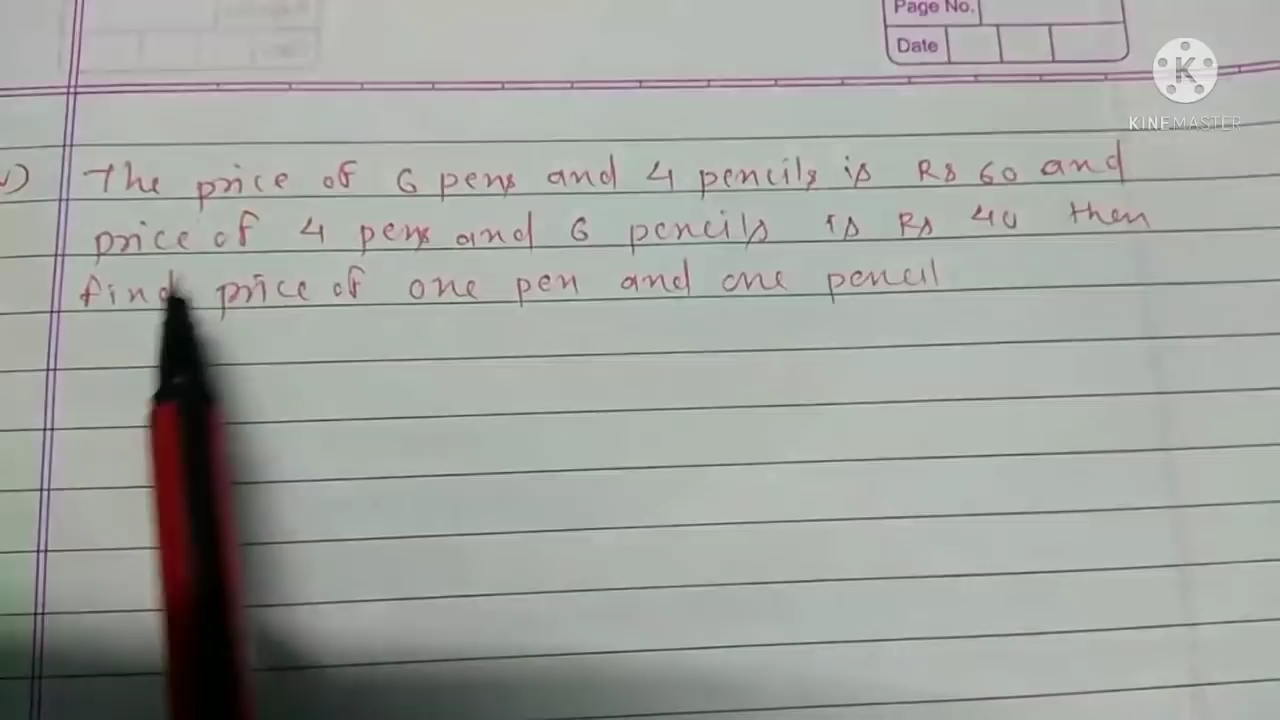 Page No.
Date
K
KINEMASTER
The price of 6 pens and 4 pencils is Rs 60 and
price of 4 pens and 6 pencils is Rs 40 then
find price of one pen and one pencil